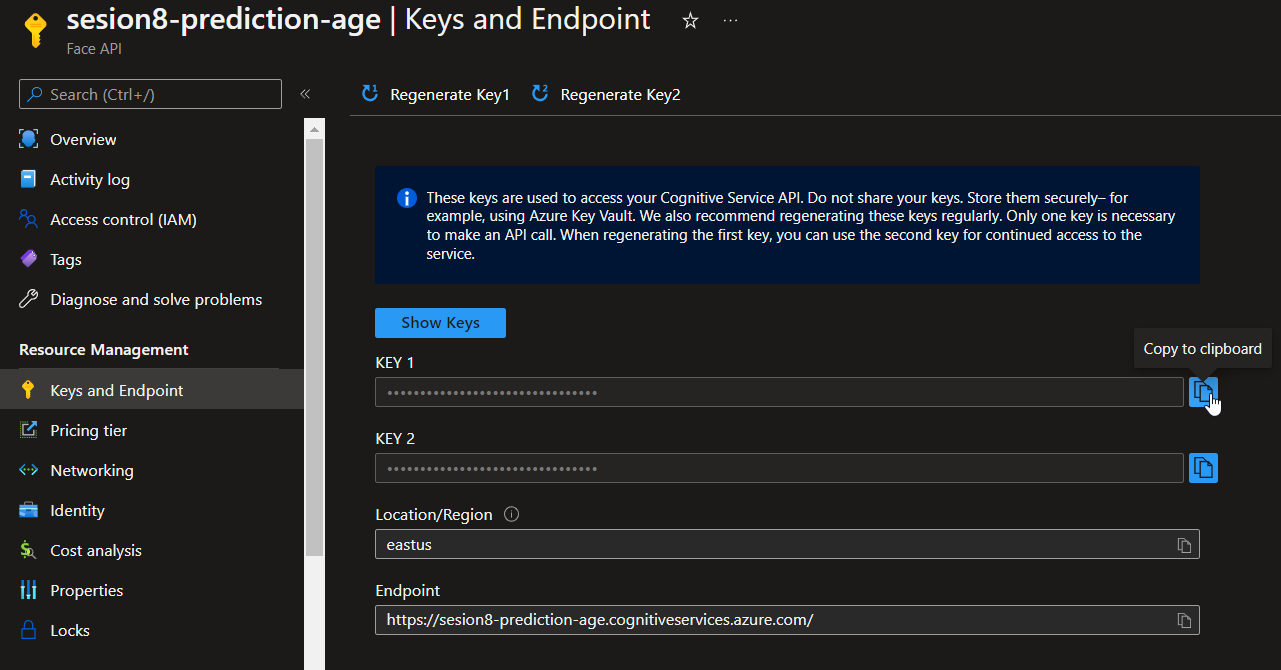 sesion8-prediction-age | Keys and Endpoint
Face API
Search (Ctrl+/)
Overview
Activity log
Access control (IAM)
Tags
Diagnose and solve problems
Resource Management
Keys and Endpoint
Pricing tier
Networking
Identity
Cost analysis
Properties
Locks
Regenerate Key1
Regenerate Key2
These keys are used to access your Cognitive Service API. Do not share your keys. Store them securely– for
example, using Azure Key Vault. We also recommend regenerating these keys regularly. Only one key is necessary
to make an API call. When regenerating the first key, you can use the second key for continued access to the
service.
Show Keys
Copy to clipboard
KEY 1
•••••••••••••••••••••••••••••••
KEY 2
•••••••••••••••••••••••••••••••
Location/Region
eastus
Endpoint
https://sesion8-prediction-age.cognitiveservices.azure.com/